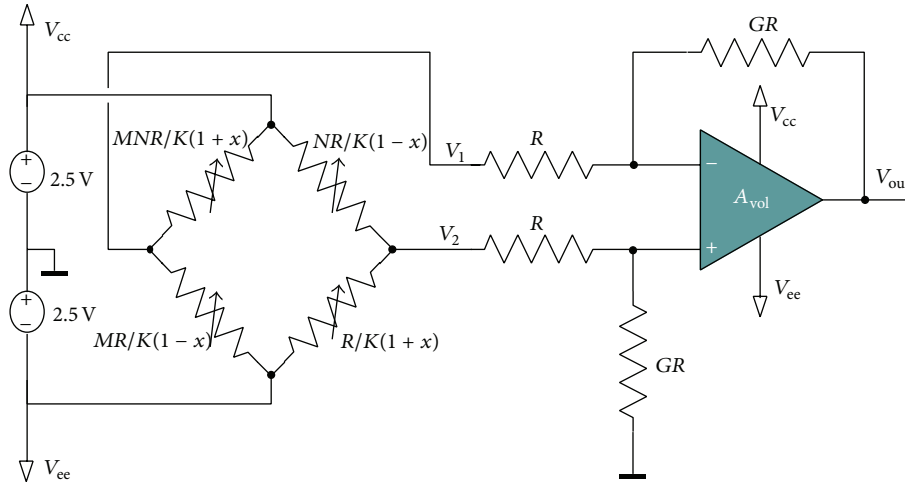 V_cc
GR
MNR/K(1 + x)
NR/K(1 − x)
V_1
R
V_cc
+
−
2.5 V
−
A_vol
V_ou
V_2
R
+
+
−
2.5 V
V_ee
MR/K(1 − x)
R/K(1 + x)
GR
V_ee